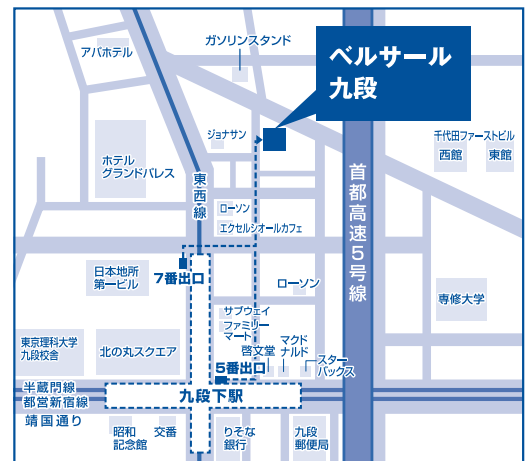 アパホテル
ガソリンスタンド
ベルサール
九段
ジョナサン
千代田ファーストビル
西館
東館
ホテル
グランドパレス
東西線
首都高速5号線
ローソン
エクセルシオールカフェ
日本地所
第一ビル
7番出口
ローソン
専修大学
サブウェイ
ファミリー
マート
東京理科大学
九段校舎
北の丸スクエア
啓文堂
マクド
ナルド
スター
バックス
5番出口
半蔵門線
都営新宿線
九段下駅
靖国通り
昭和
記念館
交番
りそな
銀行
九段
郵便局